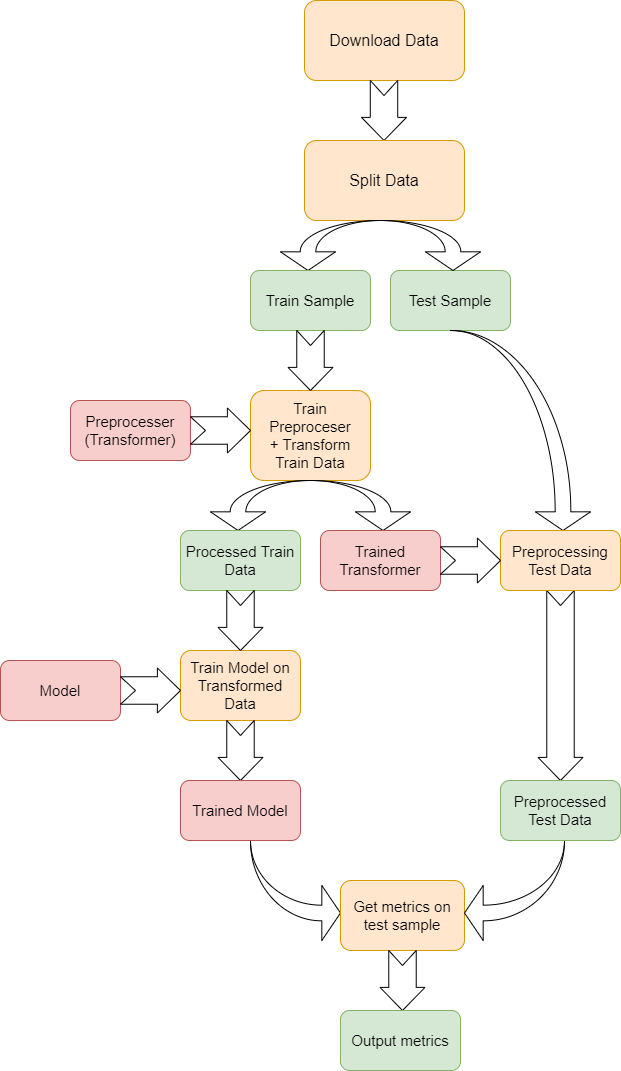 Download Data
Split Data
Train Sample
Test Sample
Preprocesser
(Transformer)
Train
Preproceser
+ Transform
Train Data
Processed Train
Data
Trained
Transformer
Preprocessing
Test Data
Model
Train Model on
Transformed
Data
Trained Model
Preprocessed
Test Data
Get metrics on
test sample
Output metrics